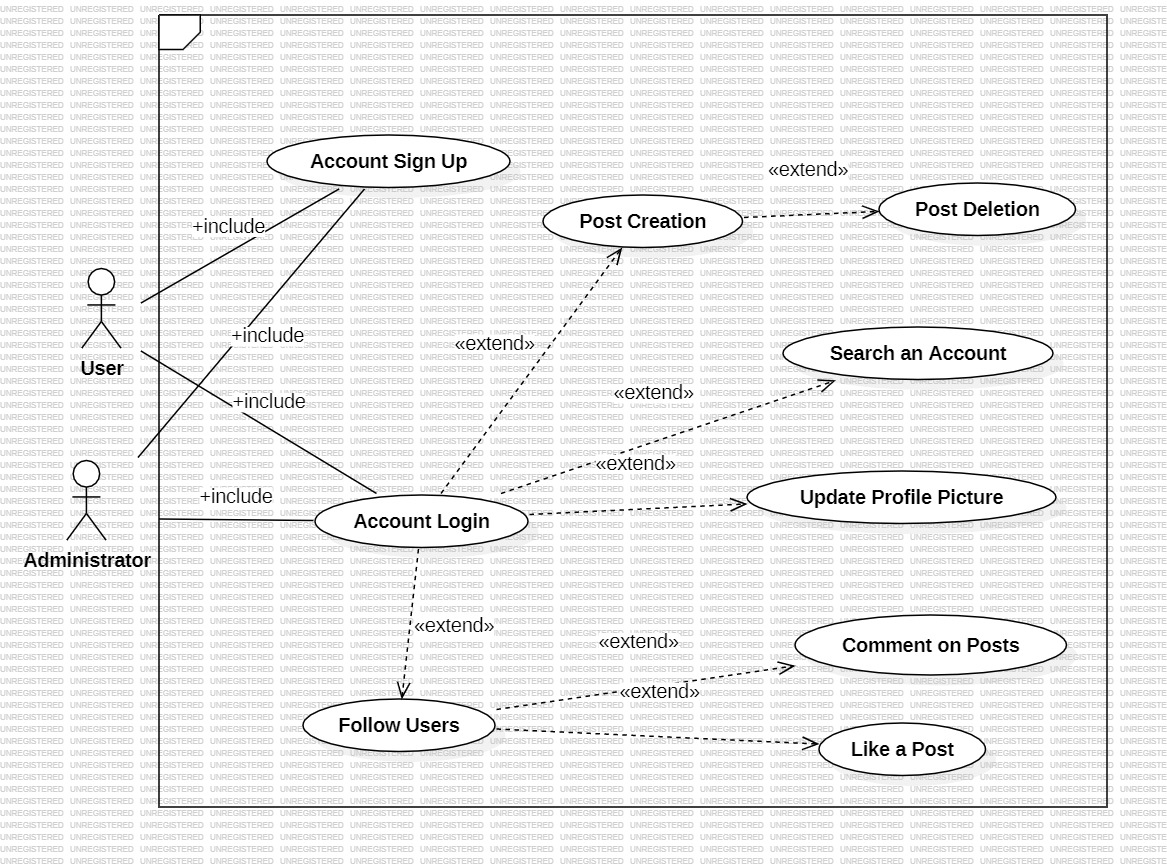 Account Sign Up
«extend»
Post Creation
Post Deletion
+include
+include
User
«extend»
Search an Account
«extend»
+include
«extend»
+include
Account Login
Update Profile Picture
Administrator
«extend»
«extend»
Comment on Posts
«extend»
Follow Users
Like a Post
UNREGISTERED